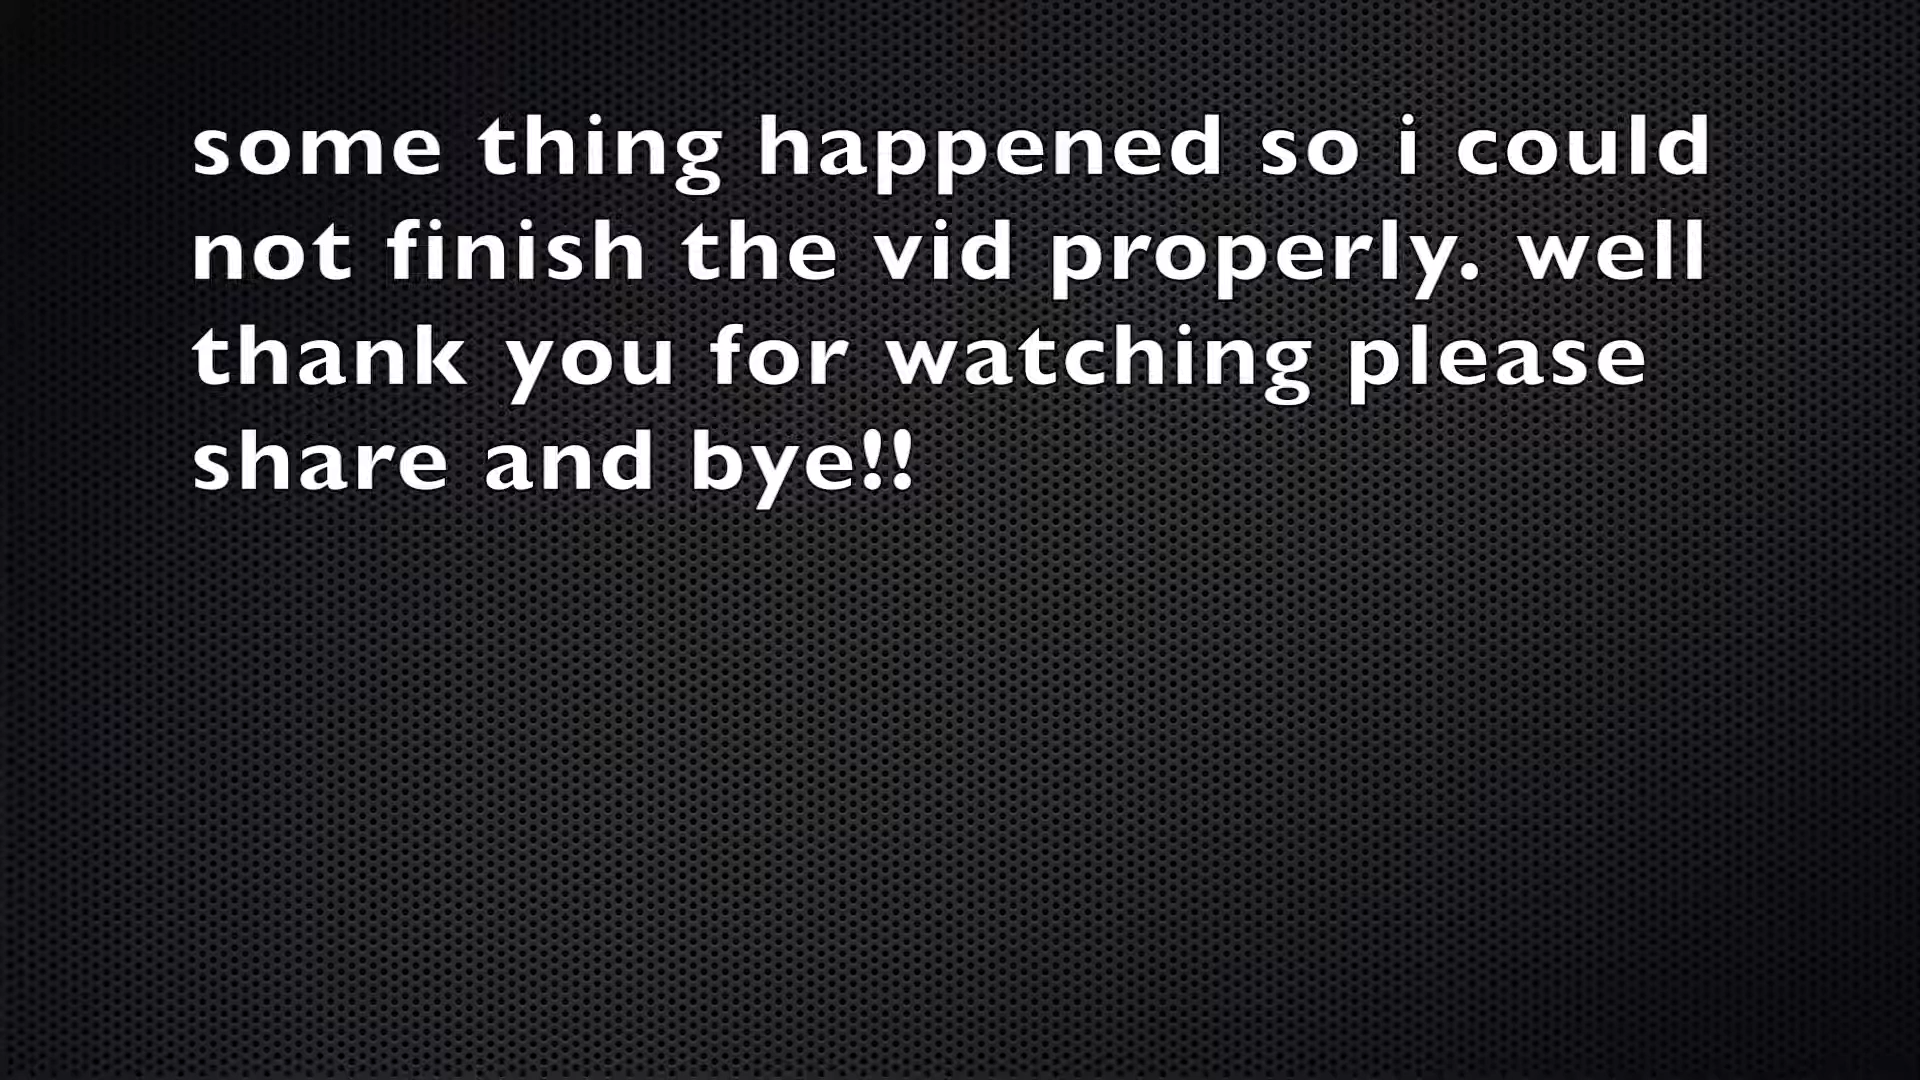 some thing happened so i could
not finish the vid properly. well
thank you for watching please
share and bye!!